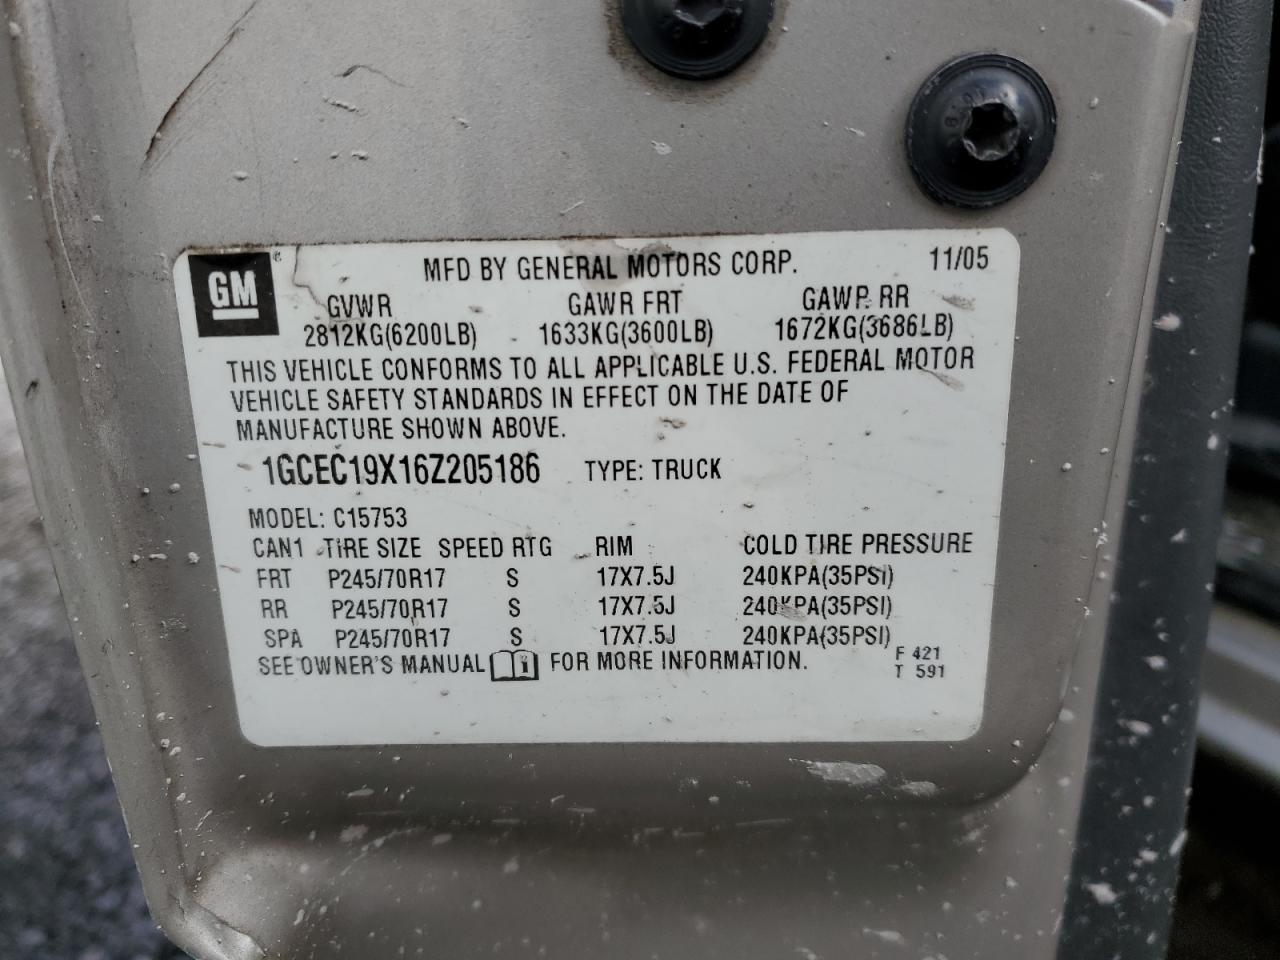 GM®
MFD BY GENERAL MOTORS CORP. 11/05
GVWR GAWR FRT GAWR RR
2812KG(6200LB) 1633KG(3600LB) 1672KG(3686LB)
THIS VEHICLE CONFORMS TO ALL APPLICABLE U.S. FEDERAL MOTOR
VEHICLE SAFETY STANDARDS IN EFFECT ON THE DATE OF
MANUFACTURE SHOWN ABOVE.
1GCEC19X16Z205186 TYPE: TRUCK
MODEL: C15753
CAN1 TIRE SIZE SPEED RTG RIM COLD TIRE PRESSURE
FRT P245/70R17 S 17X7.5J 240KPA(35PSI)
RR P245/70R17 S 17X7.5J 240KPA(35PSI)
SPA P245/70R17 S 17X7.5J 240KPA(35PSI)
SEE OWNER'S MANUAL FOR MORE INFORMATION.
F 421
T 591